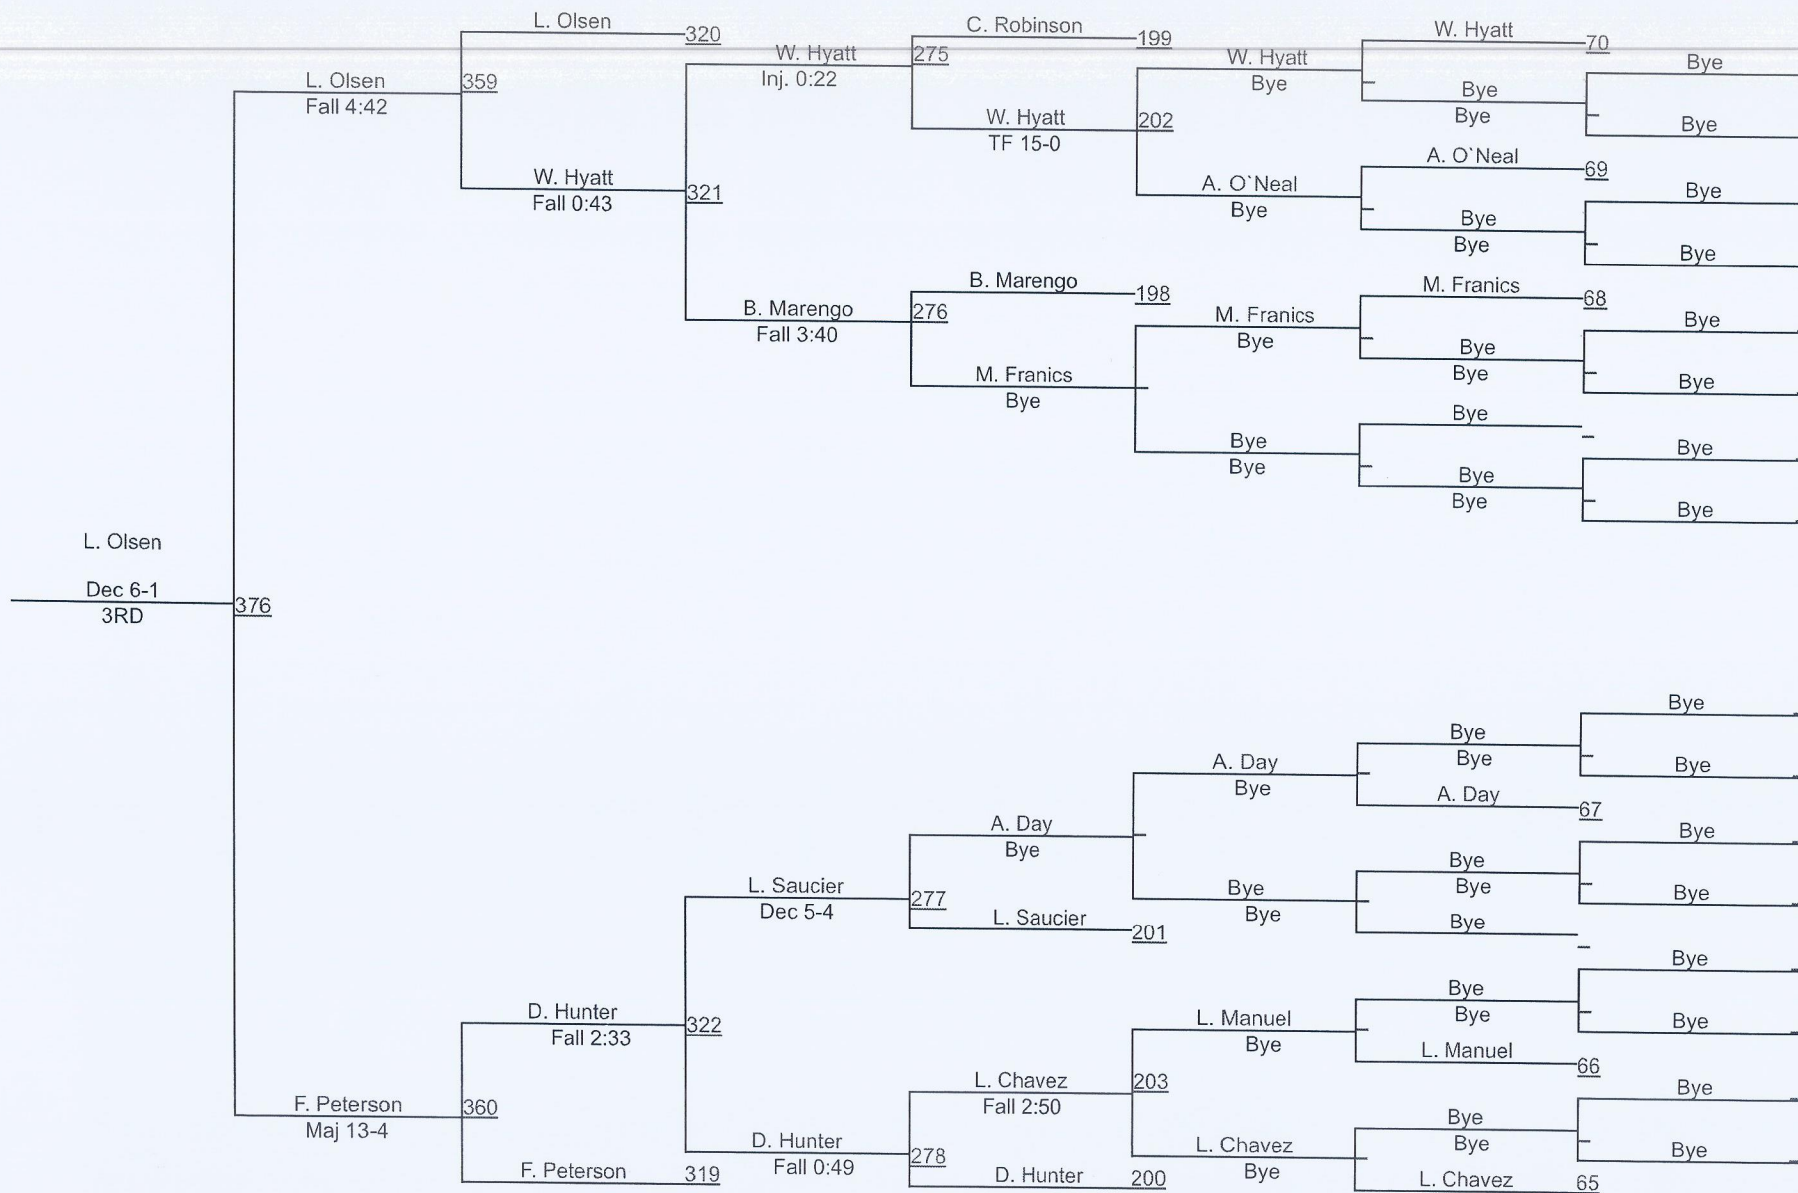 L. Olsen
320
C. Robinson
199
W. Hyatt
70
W. Hyatt
275
Inj. 0:22
W. Hyatt
Bye
Bye
L. Olsen
359
Fall 4:42
Bye
Bye
W. Hyatt
202
TF 15-0
Bye
A. O`Neal
69
W. Hyatt
321
Fall 0:43
A. O`Neal
Bye
Bye
Bye
Bye
Bye
B. Marengo
198
M. Franics
68
B. Marengo
276
Fall 3:40
M. Franics
Bye
Bye
Bye
Bye
M. Franics
Bye
Bye
Bye
Bye
Bye
Bye
Bye
Bye
Bye
L. Olsen
Dec 6-1
376
3RD
Bye
Bye
Bye
A. Day
Bye
Bye
A. Day
67
A. Day
Bye
Bye
L. Saucier
277
Dec 5-4
Bye
Bye
Bye
Bye
Bye
L. Saucier
201
Bye
Bye
D. Hunter
322
Fall 2:33
L. Manuel
Bye
Bye
Bye
Bye
L. Manuel
66
L. Chavez
203
Fall 2:50
Bye
F. Peterson
360
Maj 13-4
D. Hunter
278
Fall 0:49
L. Chavez
Bye
Bye
Bye
Bye
F. Peterson
319
D. Hunter
200
L. Chavez
65